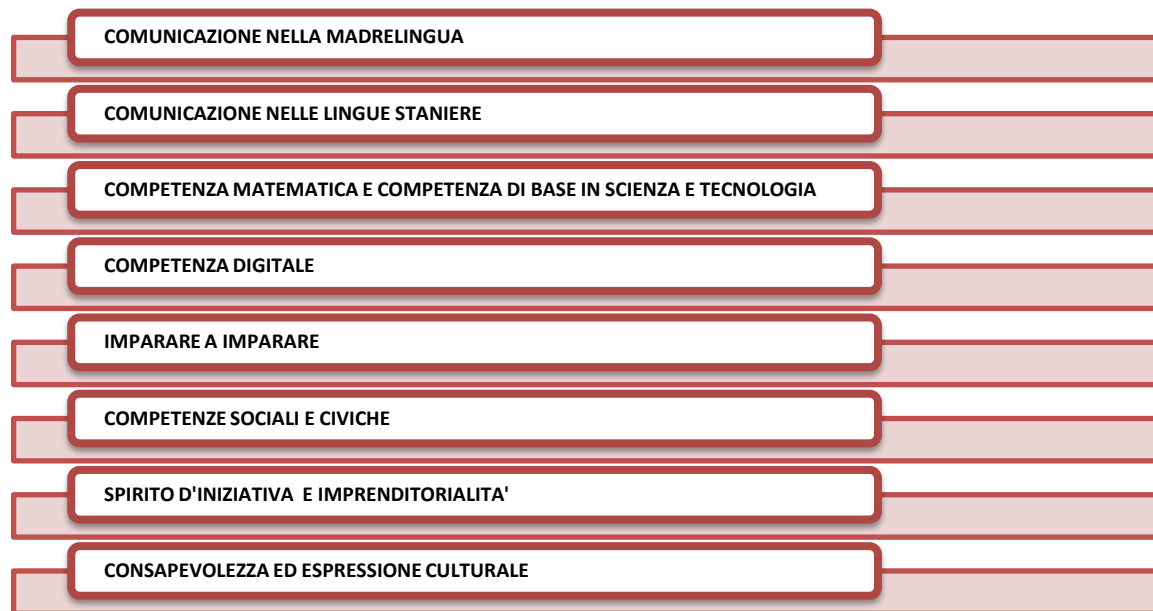 COMUNICAZIONE NELLA MADRELINGUA
COMUNICAZIONE NELLE LINGUE STANIERE
COMPETENZA MATEMATICA E COMPETENZA DI BASE IN SCIENZA E TECNOLOGIA
COMPETENZA DIGITALE
IMPARARE A IMPARARE
COMPETENZE SOCIALI E CIVICHE
SPIRITO D'INIZIATIVA E IMPRENDITORIALITA'
CONSAPEVOLEZZA ED ESPRESSIONE CULTURALE